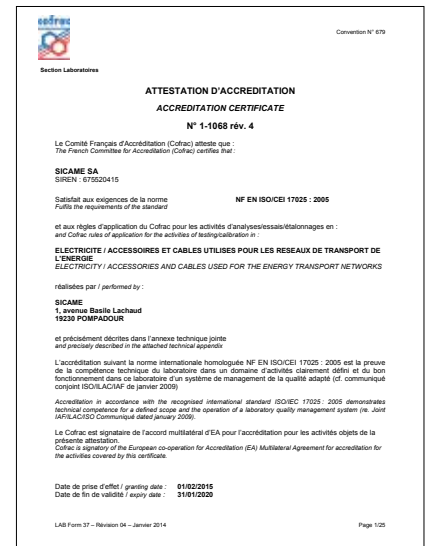 cofrac
Convention N° 679
Section Laboratoires
ATTESTATION D'ACCREDITATION
ACCREDITATION CERTIFICATE
N° 1-1068 rév. 4
Le Comité Français d'Accréditation (Cofrac) atteste que :
The French Committee for Accreditation (Cofrac) certifies that :
SICAME SA
SIREN : 675520415
Satisfait aux exigences de la norme NF EN ISO/CEI 17025 : 2005
Fulfils the requirements of the standard
et aux règles d'application du Cofrac pour les activités d'analyses/essais/étalonnages en :
and Cofrac rules of application for the activities of testing/calibration in :
ELECTRICITE / ACCESSOIRES ET CABLES UTILISES POUR LES RESEAUX DE TRANSPORT DE
L'ENERGIE
ELECTRICITY / ACCESSORIES AND CABLES USED FOR THE ENERGY TRANSPORT NETWORKS
réalisées par / performed by :
SICAME
1, avenue Basile Lachaud
19230 POMPADOUR
et précisément décrites dans l'annexe technique jointe
and precisely described in the attached technical appendix
L'accréditation suivant la norme internationale homologuée NF EN ISO/CEI 17025 : 2005 est la preuve
de la compétence technique du laboratoire dans un domaine d'activités clairement défini et du bon
fonctionnement dans ce laboratoire d'un système de management de la qualité adapté (cf. communiqué
conjoint ISO/ILAC/IAF de janvier 2009)
Accreditation in accordance with the recognised international standard ISO/IEC 17025 : 2005 demonstrates
technical competence for a defined scope and the operation of a laboratory quality management system (re. Joint
IAF/ILAC/ISO Communiqué dated january 2009).
Le Cofrac est signataire de l'accord multilatéral d'EA pour l'accréditation pour les activités objets de la
présente attestation.
Cofrac is signatory of the European co-operation for Accreditation (EA) Multilateral Agreement for accreditation for
the activities covered by this certificate.
Date de prise d'effet / granting date : 01/02/2015
Date de fin de validité / expiry date : 31/01/2020
LAB Form 37 – Révision 04 – Janvier 2014
Page 1/25